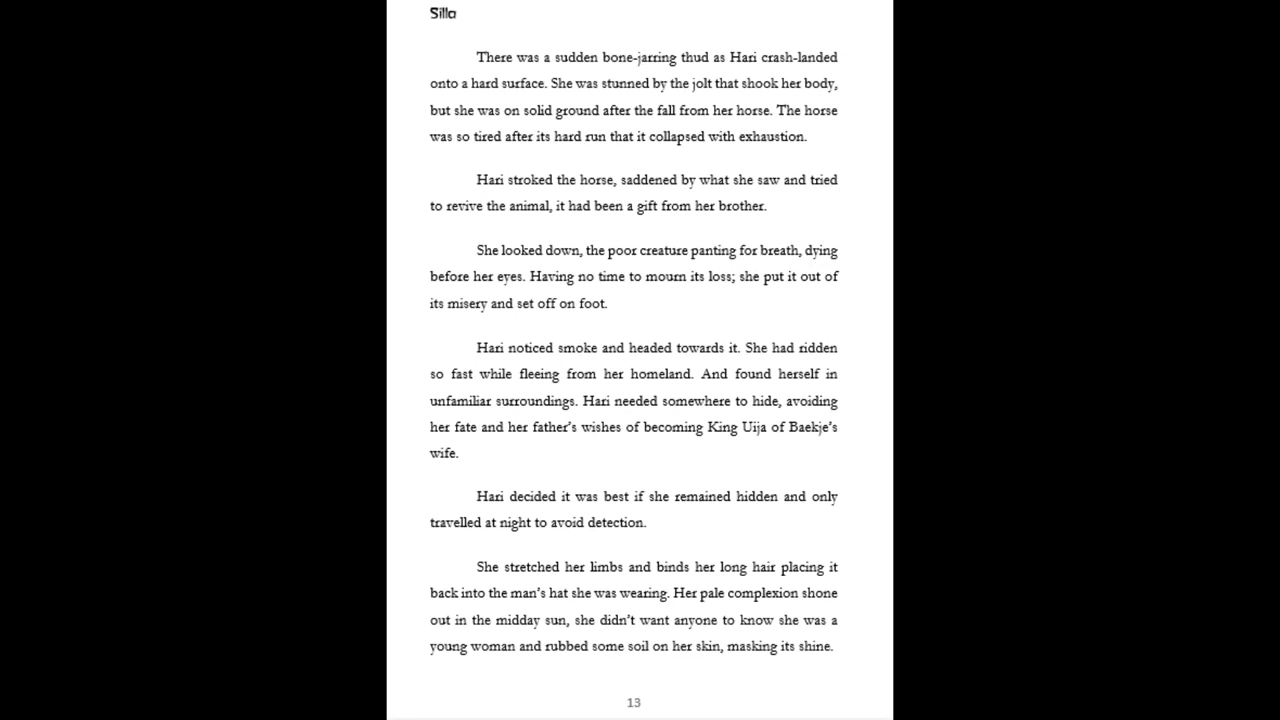 Silla
There was a sudden bone-jarring thud as Hari crash-landed
onto a hard surface. She was stunned by the jolt that shook her body,
but she was on solid ground after the fall from her horse. The horse
was so tired after its hard run that it collapsed with exhaustion.
Hari stroked the horse, saddened by what she saw and tried
to revive the animal, it had been a gift from her brother.
She looked down, the poor creature panting for breath, dying
before her eyes. Having no time to mourn its loss; she put it out of
its misery and set off on foot.
Hari noticed smoke and headed towards it. She had ridden
so fast while fleeing from her homeland. And found herself in
unfamiliar surroundings. Hari needed somewhere to hide, avoiding
her fate and her father's wishes of becoming King Uija of Baekje's
wife.
Hari decided it was best if she remained hidden and only
travelled at night to avoid detection.
She stretched her limbs and binds her long hair placing it
back into the man's hat she was wearing. Her pale complexion shone
out in the midday sun, she didn't want anyone to know she was a
young woman and rubbed some soil on her skin, masking its shine.
13